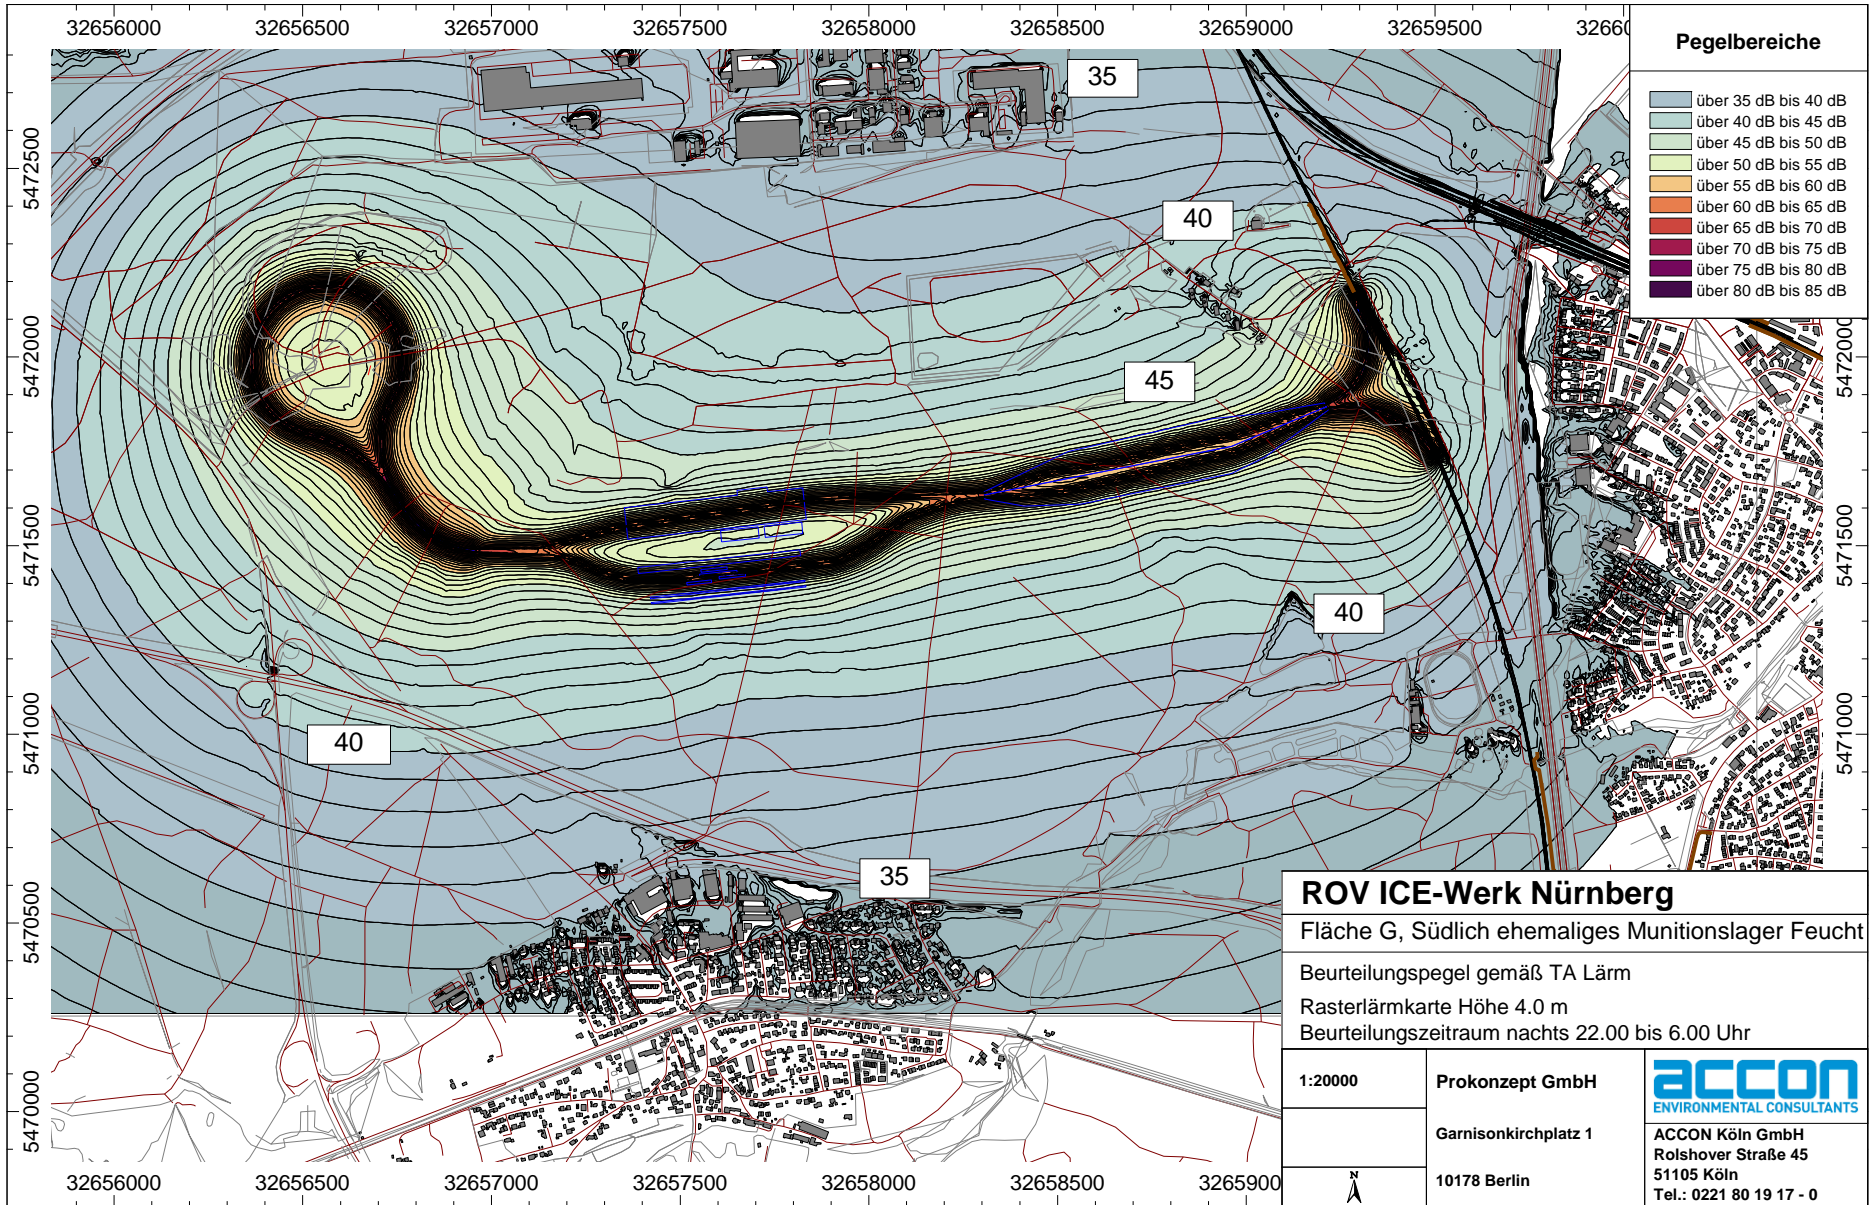 32656000 32656500 32657000 32657500 32658000 32658500 32659000 32659500 32660
Pegelbereiche
über 35 dB bis 40 dB
über 40 dB bis 45 dB
über 45 dB bis 50 dB
über 50 dB bis 55 dB
über 55 dB bis 60 dB
über 60 dB bis 65 dB
über 65 dB bis 70 dB
über 70 dB bis 75 dB
über 75 dB bis 80 dB
über 80 dB bis 85 dB
35
5472500
40
5472000
5472000
45
5471500
5471500
40
5471000
40
5471000
35
5470500
5470000
ROV ICE-Werk Nürnberg
Fläche G, Südlich ehemaliges Munitionslager Feucht
Beurteilungspegel gemäß TA Lärm
Rasterlärmkarte Höhe 4.0 m
Beurteilungszeitraum nachts 22.00 bis 6.00 Uhr
1:20000
N
Prokonzept GmbH
Garnisonkirchplatz 1
10178 Berlin
accon
ENVIRONMENTAL CONSULTANTS
ACCON Köln GmbH
Rolshover Straße 45
51105 Köln
Tel.: 0221 80 19 17 - 0
32656000 32656500 32657000 32657500 32658000 32658500 32659000